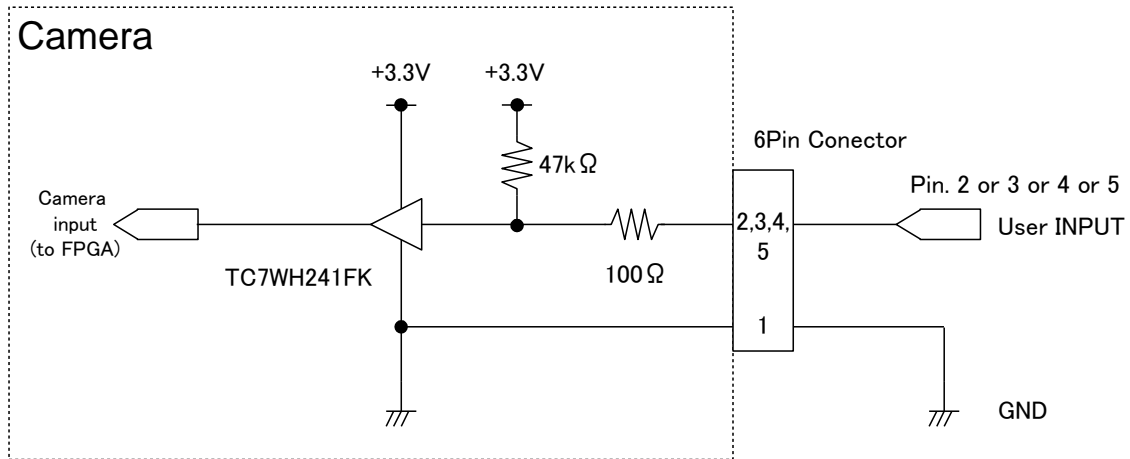 Camera
+3.3V
+3.3V
47kΩ
6Pin Conector
Pin. 2 or 3 or 4 or 5
Camera
input
(to FPGA)
2,3,4,
5
User INPUT
TC7WH241FK
100Ω
1
GND